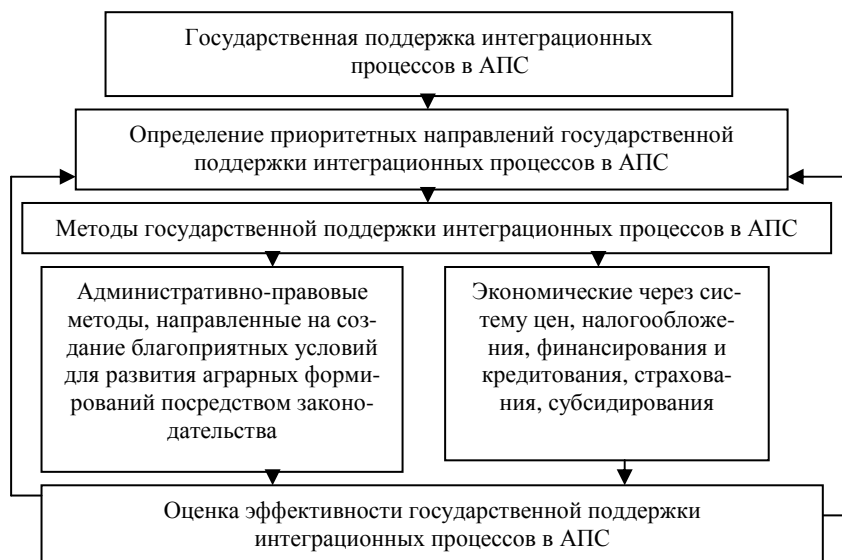 Государственная поддержка интеграционных
процессов в АПС
Определение приоритетных направлений государственной
поддержки интеграционных процессов в АПС
Методы государственной поддержки интеграционных процессов в АПС
Административно-правовые
методы, направленные на соз-
дание благоприятных условий
для развития аграрных форми-
рований посредством законо-
дательства
Экономические через сис-
тему цен, налогообложе-
ния, финансирования и
кредитования, страхова-
ния, субсидирования
Оценка эффективности государственной поддержки
интеграционных процессов в АПС